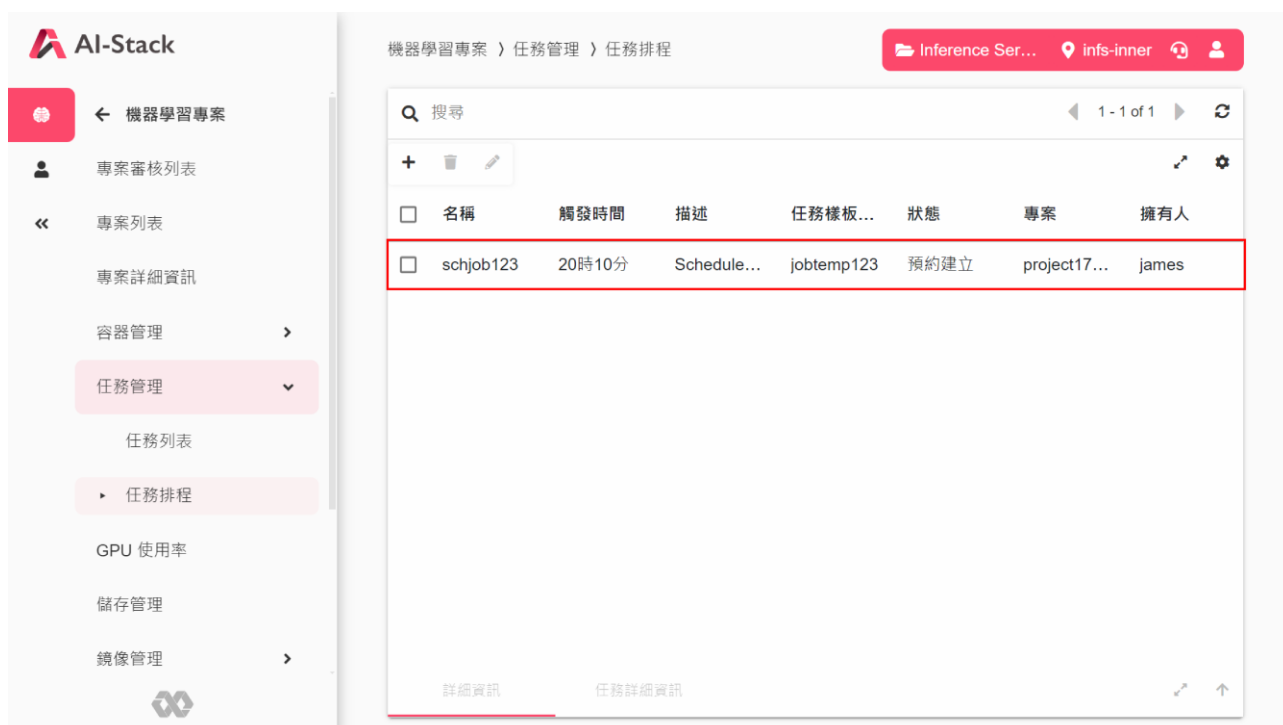 AI-Stack
機器學習專案
專案審核列表
專案列表
專案詳細資訊
容器管理
任務管理
任務列表
任務排程
GPU 使用率
儲存管理
鏡像管理
機器學習專案 〉任務管理 〉任務排程
Inference Ser... infs-inner
搜尋 1 - 1 of 1
名稱 觸發時間 描述 任務樣板... 狀態 專案 擁有人
schjob123 20時10分 Schedule... jobtemp123 預約建立 project17... james
詳細資訊 任務詳細資訊